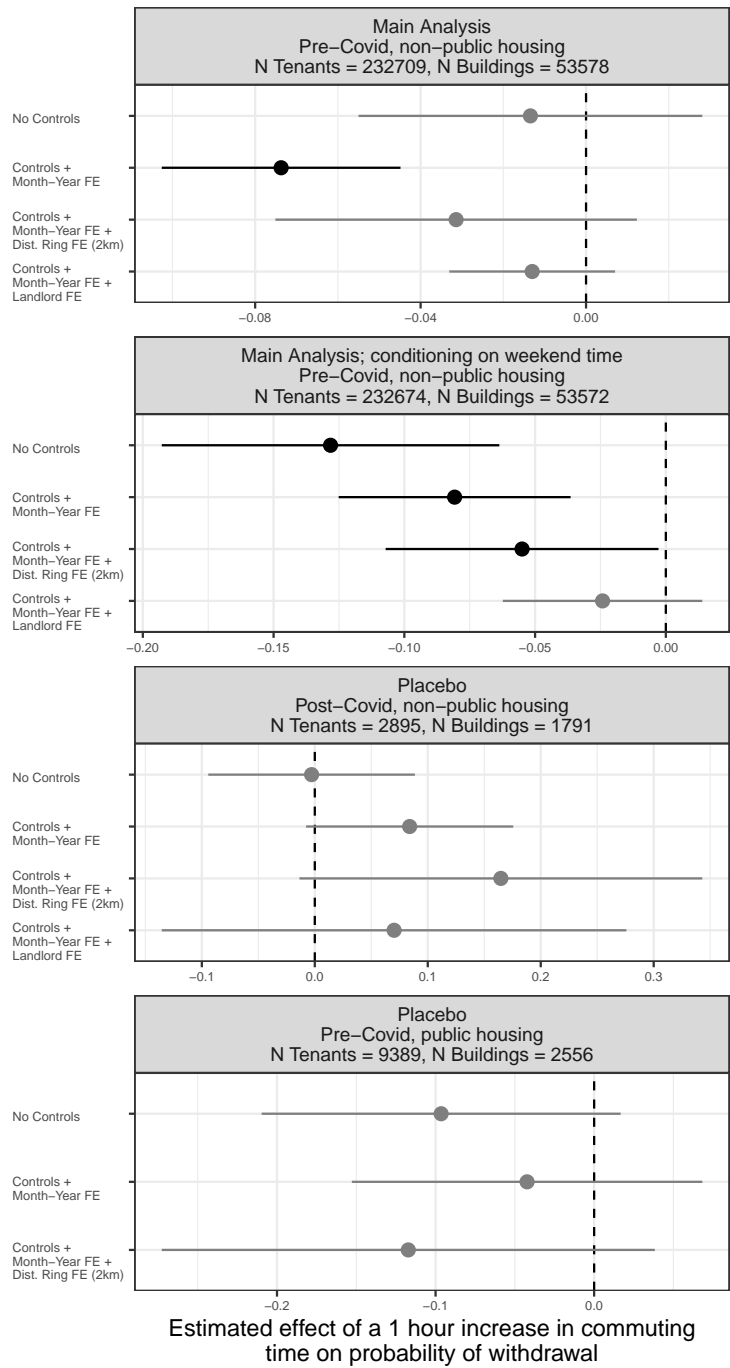 Main Analysis
Pre−Covid, non−public housing
N Tenants = 232709, N Buildings = 53578
No Controls
Controls +
Month−Year FE
Controls +
Month−Year FE +
Dist. Ring FE (2km)
Controls +
Month−Year FE +
Landlord FE
−0.08
−0.04
0.00
Main Analysis; conditioning on weekend time
Pre−Covid, non−public housing
N Tenants = 232674, N Buildings = 53572
No Controls
Controls +
Month−Year FE
Controls +
Month−Year FE +
Dist. Ring FE (2km)
Controls +
Month−Year FE +
Landlord FE
−0.20
−0.15
−0.10
−0.05
0.00
Placebo
Post−Covid, non−public housing
N Tenants = 2895, N Buildings = 1791
No Controls
Controls +
Month−Year FE
Controls +
Month−Year FE +
Dist. Ring FE (2km)
Controls +
Month−Year FE +
Landlord FE
−0.1
0.0
0.1
0.2
0.3
Placebo
Pre−Covid, public housing
N Tenants = 9389, N Buildings = 2556
No Controls
Controls +
Month−Year FE
Controls +
Month−Year FE +
Dist. Ring FE (2km)
−0.2
−0.1
0.0
Estimated effect of a 1 hour increase in commuting
time on probability of withdrawal